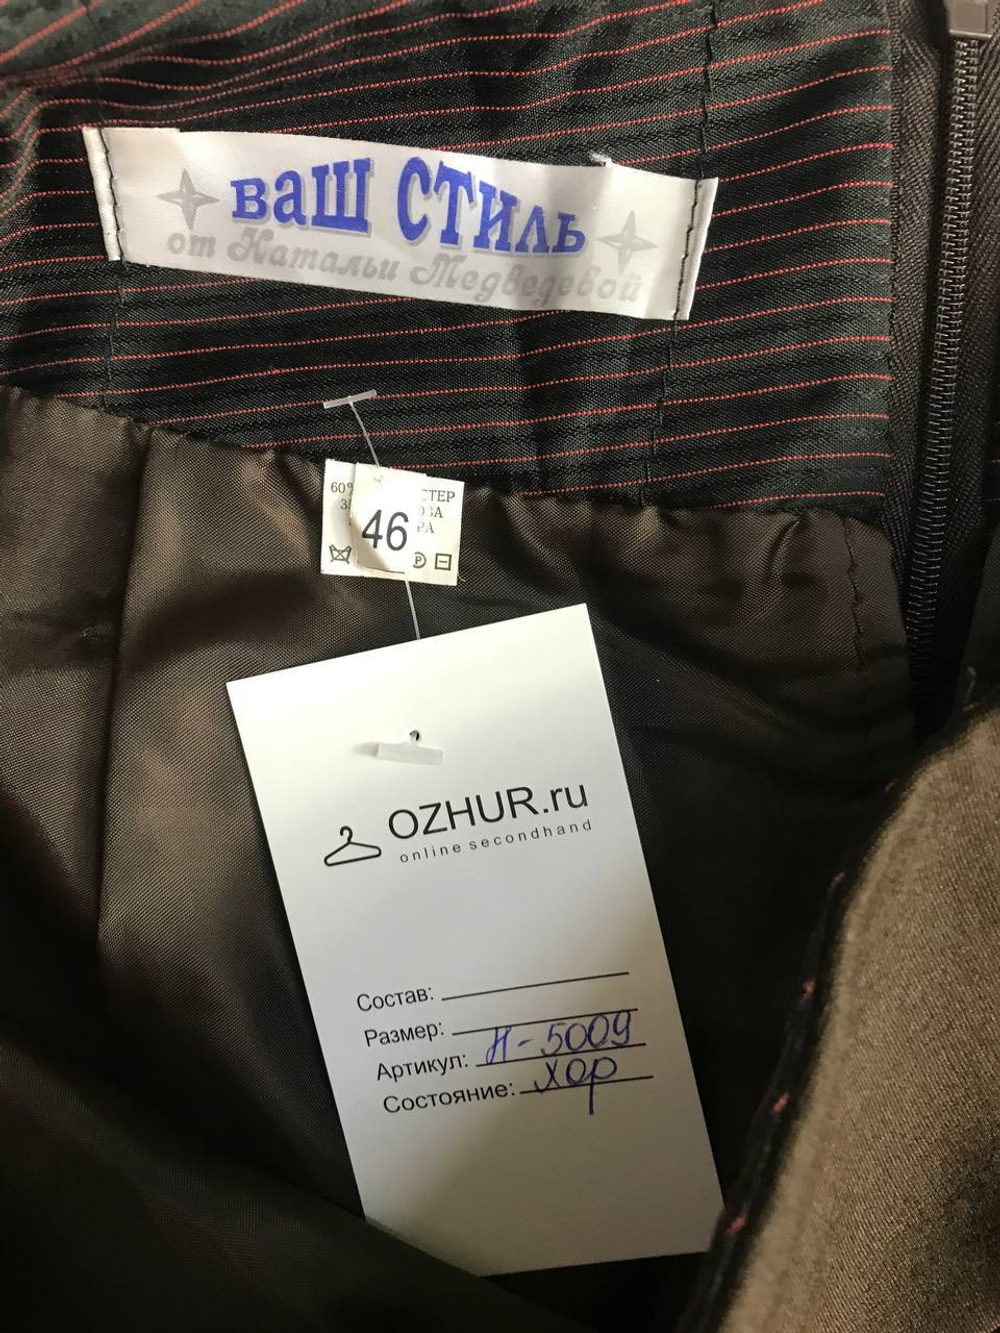 ваш стиль
от Натальи Медведевой
60%
46
OZHUR.ru
online secondhand
Состав:
Размер:
Артикул: Н-5009
Состояние: хор